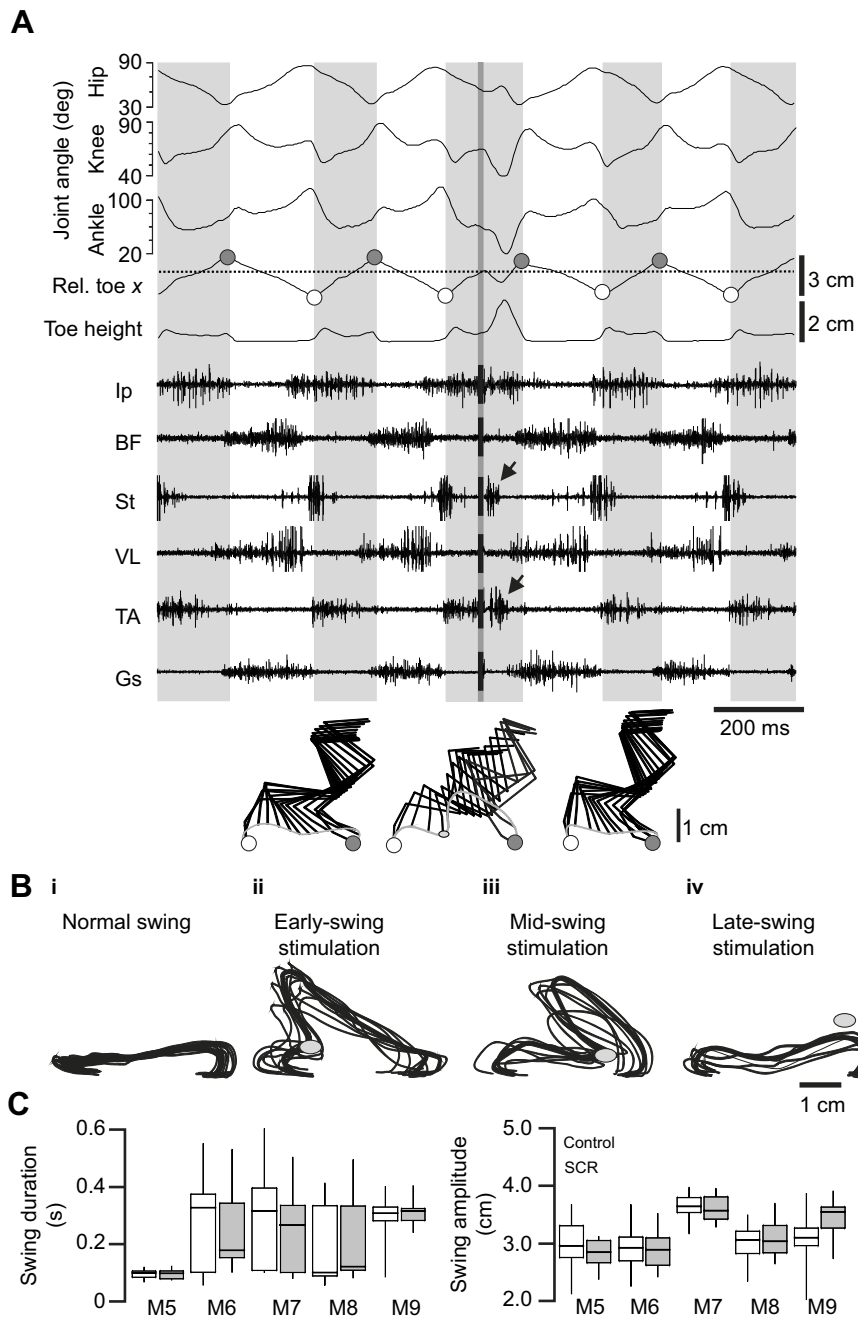 A
90
Hip
30
90
Knee
40
Joint angle (deg)
100
Ankle
20
Rel. toe x
3 cm
Toe height
2 cm
Ip
BF
St
VL
TA
Gs
200 ms
1 cm
B
i
ii
iii
iv
Normal swing
Early-swing
stimulation
Mid-swing
stimulation
Late-swing
stimulation
1 cm
C
0.6
0.4
0.2
0
Swing duration
(s)
M5 M6 M7 M8 M9
5.0
4.0
3.0
2.0
Swing amplitude
(cm)
Control
SCR
M5 M6 M7 M8 M9